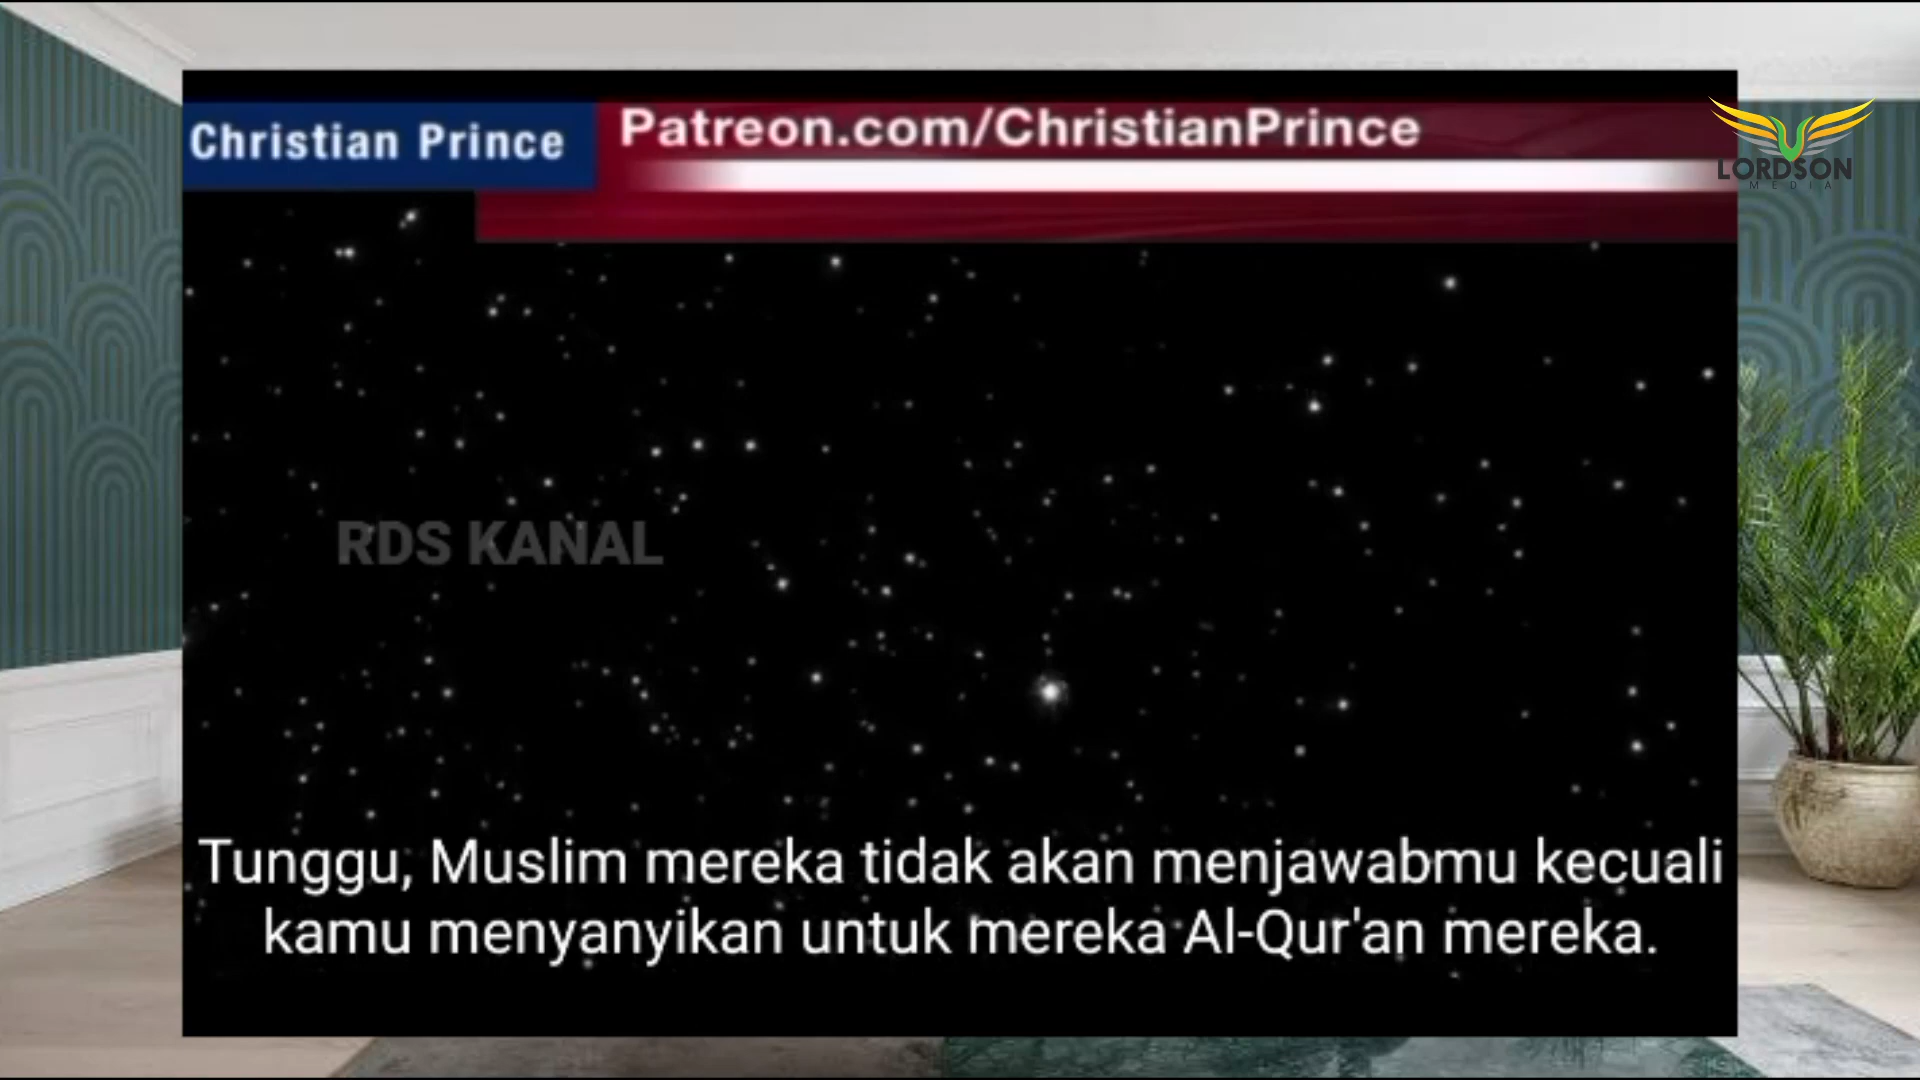 Christian Prince
Patreon.com/ChristianPrince
LORDSON
MEDIA
RDS KANAL
Tunggu, Muslim mereka tidak akan menjawabmu kecuali
kamu menyanyikan untuk mereka Al-Qur'an mereka.